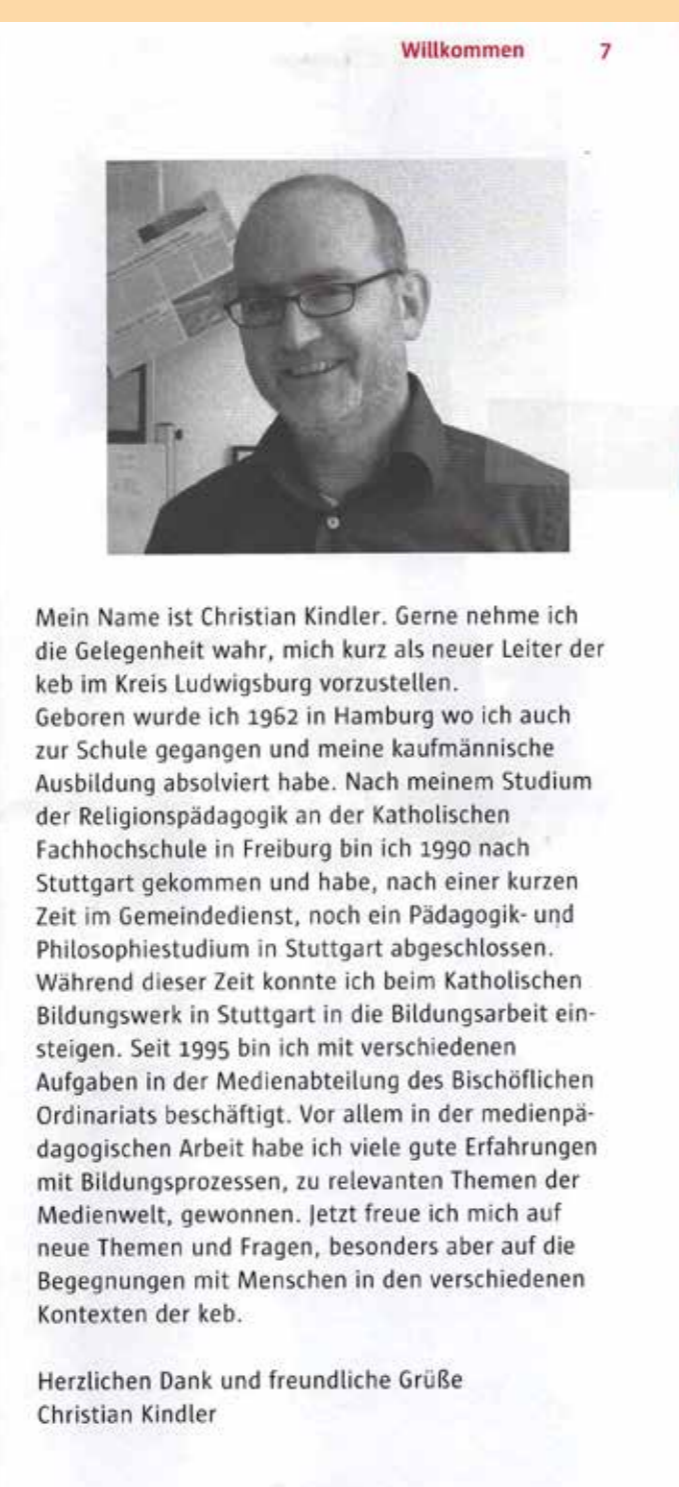 Willkommen 7
Mein Name ist Christian Kindler. Gerne nehme ich
die Gelegenheit wahr, mich kurz als neuer Leiter der
keb im Kreis Ludwigsburg vorzustellen.
Geboren wurde ich 1962 in Hamburg wo ich auch
zur Schule gegangen und meine kaufmännische
Ausbildung absolviert habe. Nach meinem Studium
der Religionspädagogik an der Katholischen
Fachhochschule in Freiburg bin ich 1990 nach
Stuttgart gekommen und habe, nach einer kurzen
Zeit im Gemeindedienst, noch ein Pädagogik- und
Philosophiestudium in Stuttgart abgeschlossen.
Während dieser Zeit konnte ich beim Katholischen
Bildungswerk in Stuttgart in die Bildungsarbeit ein-
steigen. Seit 1995 bin ich mit verschiedenen
Aufgaben in der Medienabteilung des Bischöflichen
Ordinariats beschäftigt. Vor allem in der medienpä-
dagogischen Arbeit habe ich viele gute Erfahrungen
mit Bildungsprozessen, zu relevanten Themen der
Medienwelt, gewonnen. Jetzt freue ich mich auf
neue Themen und Fragen, besonders aber auf die
Begegnungen mit Menschen in den verschiedenen
Kontexten der keb.
Herzlichen Dank und freundliche Grüße
Christian Kindler